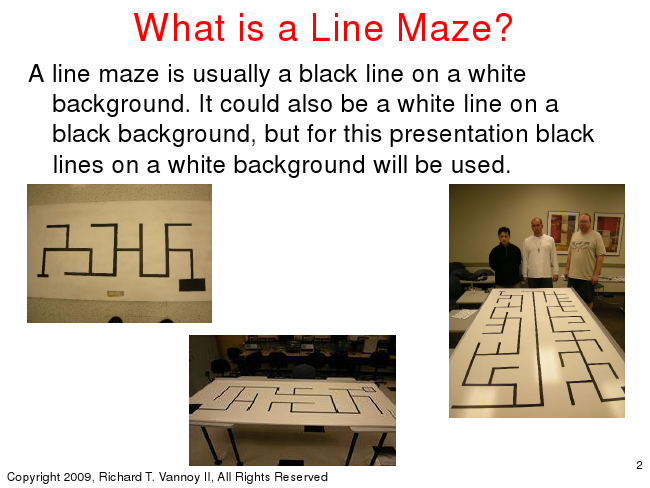 What is a Line Maze?
A line maze is usually a black line on a white
background. It could also be a white line on a
black background, but for this presentation black
lines on a white background will be used.
2
Copyright 2009, Richard T. Vannoy II, All Rights Reserved